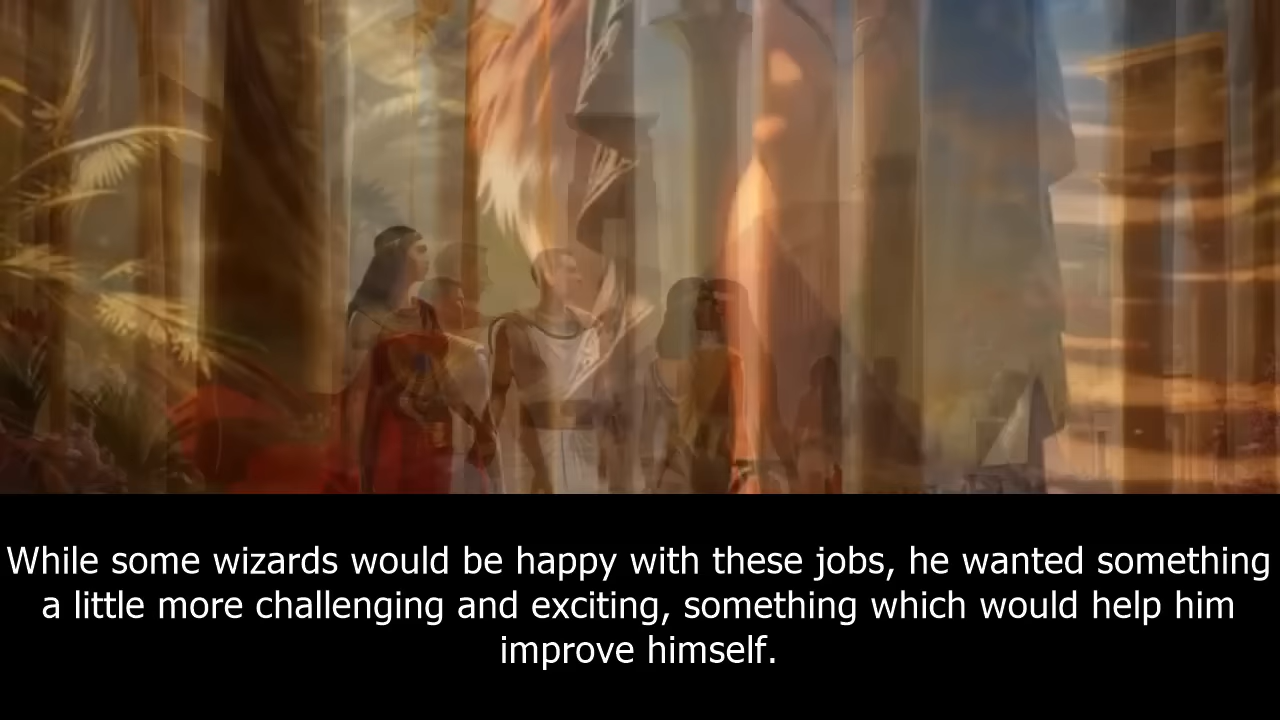 While some wizards would be happy with these jobs, he wanted something
a little more challenging and exciting, something which would help him
improve himself.